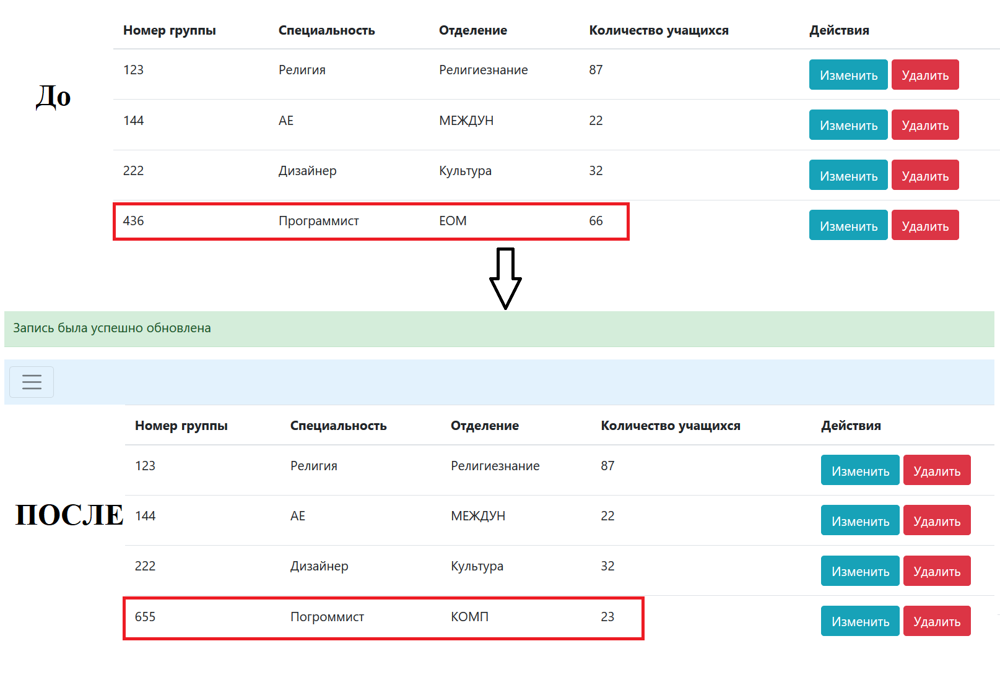 Номер группы Специальность Отделение Количество учащихся Действия
123 Религия Религиезнание 87 Изменить Удалить
До
144 АЕ МЕЖДУН 22 Изменить Удалить
222 Дизайнер Культура 32 Изменить Удалить
436 Программист ЕОМ 66 Изменить Удалить
Запись была успешно обновлена
Номер группы Специальность Отделение Количество учащихся Действия
123 Религия Религиезнание 87 Изменить Удалить
ПОСЛЕ
144 АЕ МЕЖДУН 22 Изменить Удалить
222 Дизайнер Культура 32 Изменить Удалить
655 Погроммист КОМП 23 Изменить Удалить